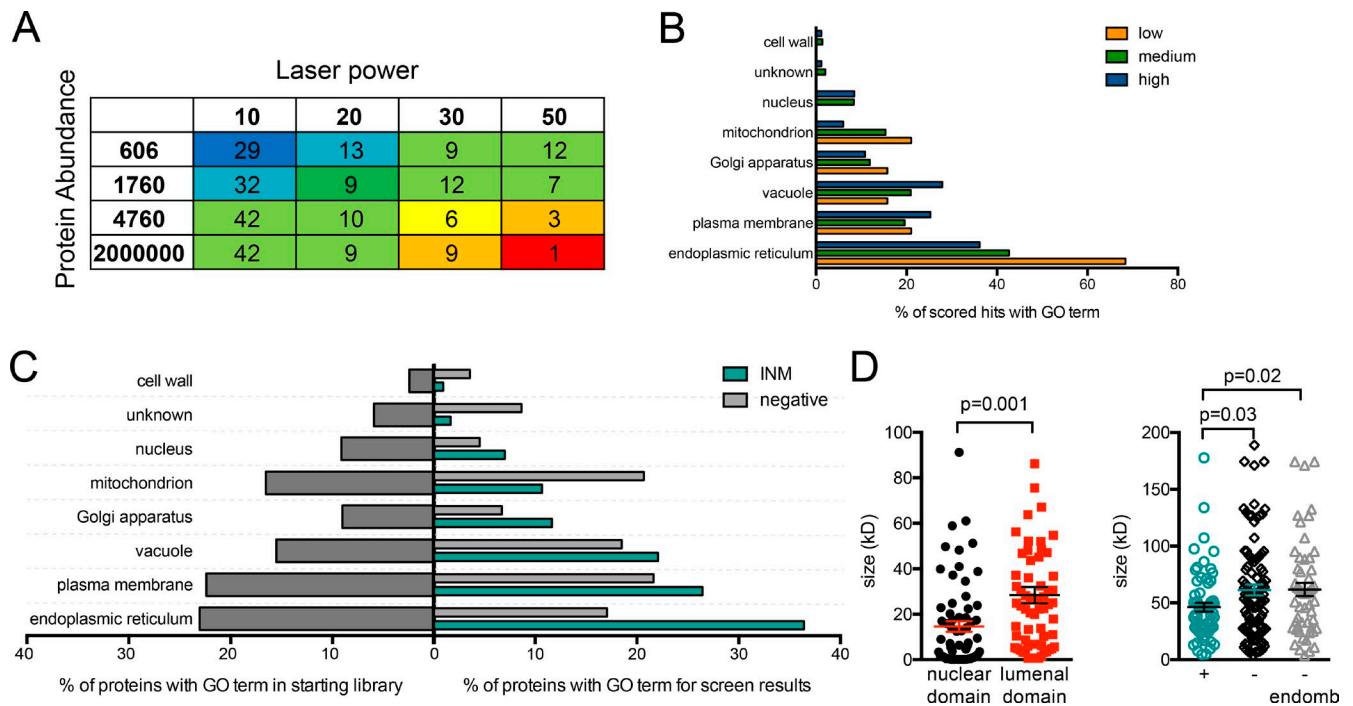 A
Laser power
Protein Abundance
10 20 30 50
606 29 13 9 12
1760 32 9 12 7
4760 42 10 6 3
2000000 42 9 9 1
B
low
medium
high
cell wall
unknown
nucleus
mitochondrion
Golgi apparatus
vacuole
plasma membrane
endoplasmic reticulum
0 20 40 60 80
% of scored hits with GO term
C
INM
negative
cell wall
unknown
nucleus
mitochondrion
Golgi apparatus
vacuole
plasma membrane
endoplasmic reticulum
40 30 20 10 0 10 20 30 40
% of proteins with GO term in starting library
% of proteins with GO term for screen results
D
p=0.001
size (kD)
100
80
60
40
20
0
nuclear domain
lumenal domain
p=0.02
p=0.03
size (kD)
200
150
100
50
0
+ - -
endomb